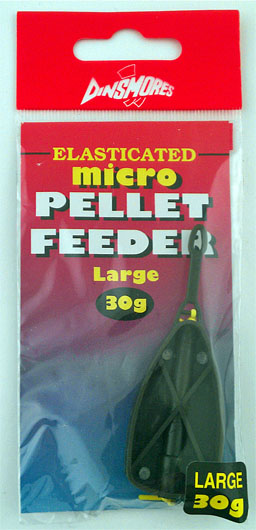 DINSMORES
ELASTICATED
micro
PELLET
FEEDER
Large
30g
LARGE
30g